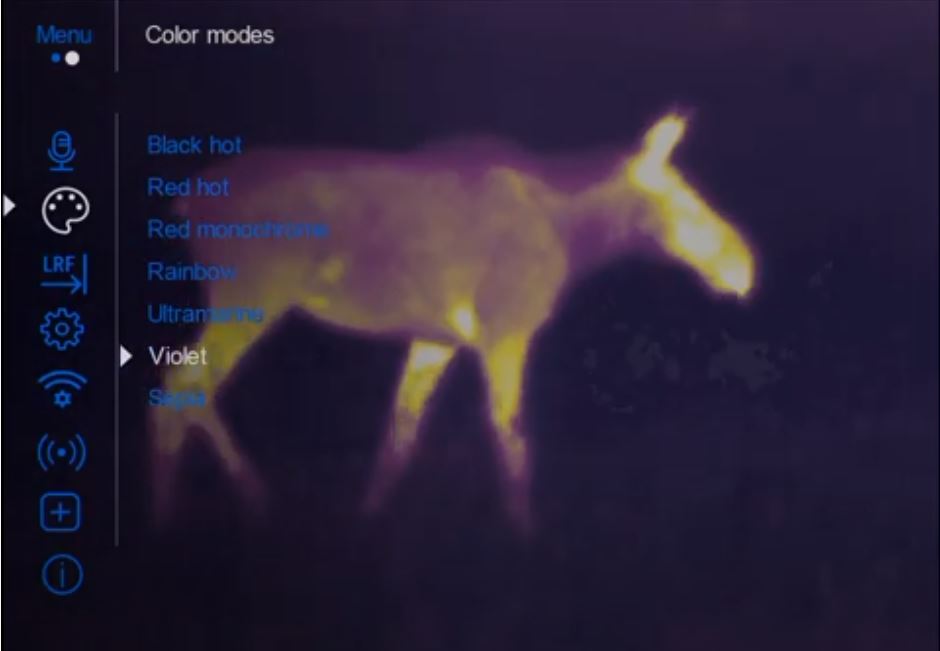 Menu
Color modes
Black hot
Red hot
Red monochrome
LRF
Rainbow
Ultramarine
Violet
Sepia